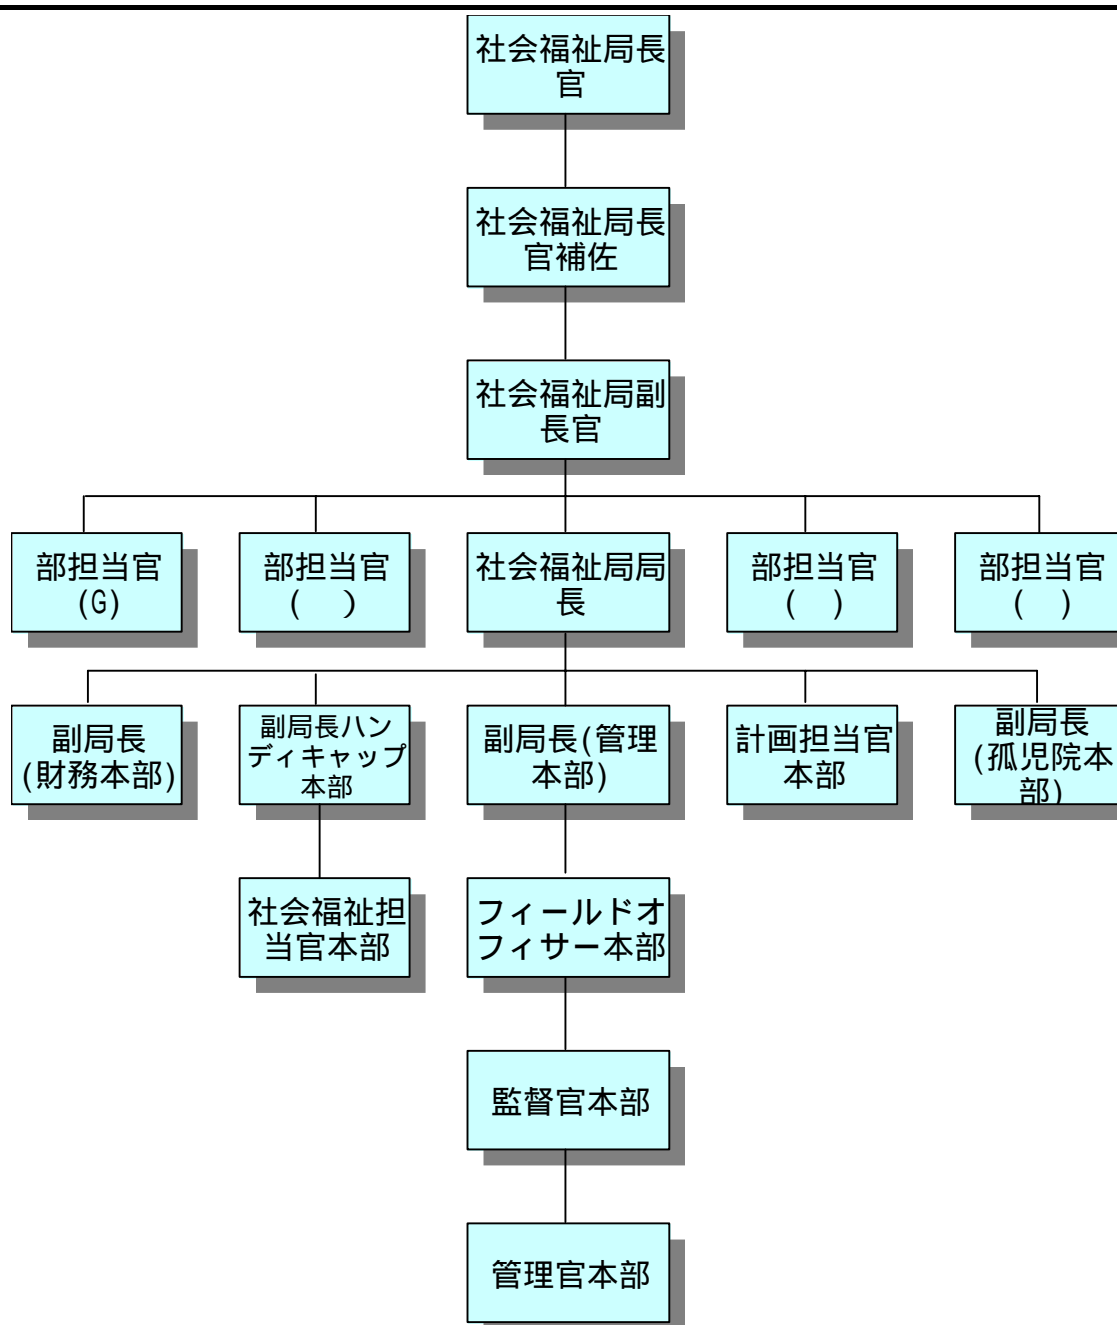 社会福祉局長
官
社会福祉局長
官補佐
社会福祉局副
長官
部担当官
(G)
部担当官
(　)
社会福祉局局
長
部担当官
(　)
部担当官
(　)
副局長
(財務本部)
副局長ハン
ディキャップ
本部
副局長(管理
本部)
計画担当官
本部
副局長
(孤児院本
部)
社会福祉担
当官本部
フィールドオ
フィサー本部
監督官本部
管理官本部